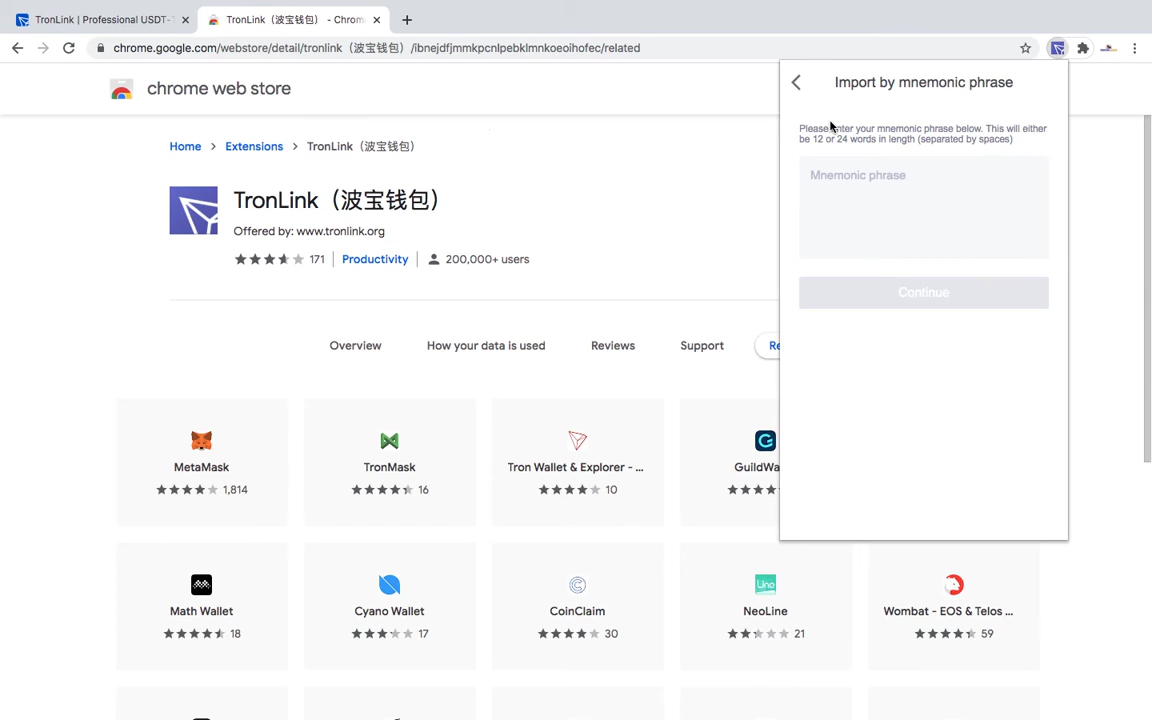 TronLink | Professional USDT-
TronLink（波宝钱包） - Chrom
chrome.google.com/webstore/detail/tronlink（波宝钱包）/ibnejdfjmmkpcnlpebklmnkoeoihofec/related
chrome web store
Home
Extensions
TronLink（波宝钱包）
TronLink（波宝钱包）
Offered by: www.tronlink.org
171
Productivity
200,000+ users
Overview
How your data is used
Reviews
Support
Re
MetaMask
1,814
TronMask
16
Tron Wallet & Explorer - ...
10
GuildWa
Math Wallet
18
Cyano Wallet
17
CoinClaim
30
NeoLine
21
Wombat - EOS & Telos ...
59
Import by mnemonic phrase
Please enter your mnemonic phrase below. This will either
be 12 or 24 words in length (separated by spaces)
Mnemonic phrase
Continue